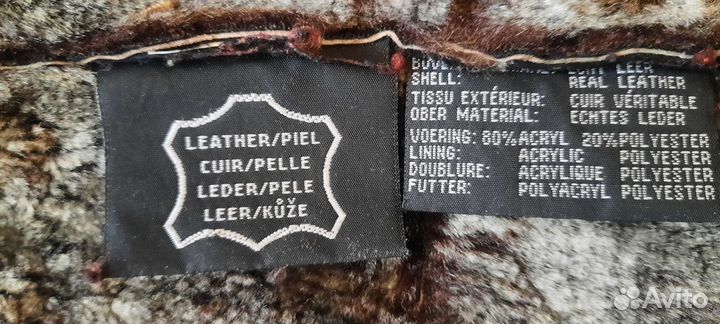 LEATHER/PIEL
CUIR/PELLE
LEDER/PELE
LEER/KŮŽE
LEER
SHELL: REAL LEATHER
TISSU EXTÉRIEUR: CUIR VÉRITABLE
OBER MATERIAL: ECHTES LEDER
VOERING: 80%ACRYL 20%POLYESTER
LINING: ACRYLIC POLYESTER
DOUBLURE: ACRYLIQUE POLYESTER
FUTTER: POLYACRYL POLYESTER
Avito